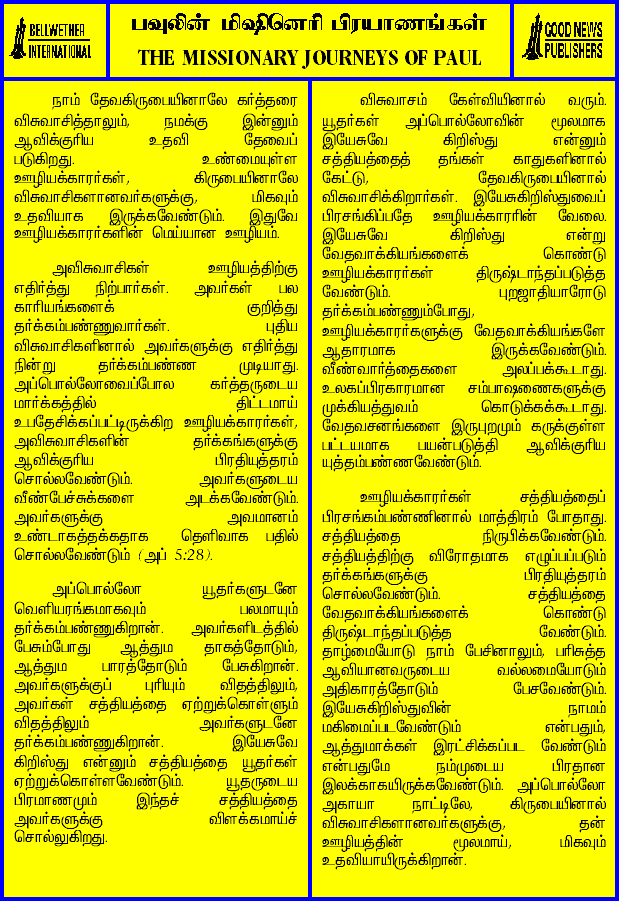 BELLWETHER
INTERNATIONAL
பவுலின் மிஷினெரி பிரயாணங்கள்
THE MISSIONARY JOURNEYS OF PAUL
GOOD NEWS
PUBLISHERS
நாம் தேவகிருபையினாலே கர்த்தரை
விசுவாசித்தாலும், நமக்கு இன்னும்
ஆவிக்குரிய உதவி தேவைப்
படுகிறது. உண்மையுள்ள
ஊழியக்காரர்கள், கிருபையினாலே
விசுவாசிகளானவர்களுக்கு, மிகவும்
உதவியாக இருக்கவேண்டும். இதுவே
ஊழியக்காரர்களின் மெய்யான ஊழியம்.
அவிசுவாசிகள் ஊழியத்திற்கு
எதிர்த்து நிற்பார்கள். அவர்கள் பல
காரியங்களைக் குறித்து
தர்க்கம்பண்ணுவார்கள். புதிய
விசுவாசிகளினால் அவர்களுக்கு எதிர்த்து
நின்று தர்க்கம்பண்ண முடியாது.
அப்பொல்லோவைப்போல கர்த்தருடைய
மார்க்கத்தில் திட்டமாய்
உபதேசிக்கப்பட்டிருக்கிற ஊழியக்காரர்கள்,
அவிசுவாசிகளின் தர்க்கங்களுக்கு
ஆவிக்குரிய பிரதியுத்தரம்
சொல்லவேண்டும். அவர்களுடைய
வீண்பேச்சுக்களை அடக்கவேண்டும்.
அவர்களுக்கு அவமானம்
உண்டாகத்தக்கதாக தெளிவாக பதில்
சொல்லவேண்டும் (அப் 5:28).
அப்பொல்லோ யூதர்களுடனே
வெளியரங்கமாகவும் பலமாயும்
தர்க்கம்பண்ணுகிறான். அவர்களிடத்தில்
பேசும்போது ஆத்தும தாகத்தோடும்,
ஆத்தும பாரத்தோடும் பேசுகிறான்.
அவர்களுக்குப் புரியும் விதத்திலும்,
அவர்கள் சத்தியத்தை ஏற்றுக்கொள்ளும்
விதத்திலும் அவர்களுடனே
தர்க்கம்பண்ணுகிறான். இயேசுவே
கிறிஸ்து என்னும் சத்தியத்தை யூதர்கள்
ஏற்றுக்கொள்ளவேண்டும். யூதருடைய
பிரமாணமும் இந்தச் சத்தியத்தை
அவர்களுக்கு விளக்கமாய்ச்
சொல்லுகிறது.
விசுவாசம் கேள்வியினால் வரும்.
யூதர்கள் அப்பொல்லோவின் மூலமாக
இயேசுவே கிறிஸ்து என்னும்
சத்தியத்தைத் தங்கள் காதுகளினால்
கேட்டு, தேவகிருபையினால்
விசுவாசிக்கிறார்கள். இயேசுகிறிஸ்துவைப்
பிரசங்கிப்பதே ஊழியக்காரரின் வேலை.
இயேசுவே கிறிஸ்து என்று
வேதவாக்கியங்களைக் கொண்டு
ஊழியக்காரர்கள் திருஷ்டாந்தப்படுத்த
வேண்டும். புறஜாதியாரோடு
தர்க்கம்பண்ணும்போது,
ஊழியக்காரர்களுக்கு வேதவாக்கியங்களே
ஆதாரமாக இருக்கவேண்டும்.
வீண்வார்த்தைகளை அலப்பக்கூடாது.
உலகப்பிரகாரமான சம்பாஷணைகளுக்கு
முக்கியத்துவம் கொடுக்கக்கூடாது.
வேதவசனங்களை இருபுறமும் கருக்குள்ள
பட்டயமாக பயன்படுத்தி ஆவிக்குரிய
யுத்தம்பண்ணவேண்டும்.
ஊழியக்காரர்கள் சத்தியத்தைப்
பிரசங்கம்பண்ணினால் மாத்திரம் போதாது.
சத்தியத்தை நிருபிக்கவேண்டும்.
சத்தியத்திற்கு விரோதமாக எழுப்பப்படும்
தர்க்கங்களுக்கு பிரதியுத்தரம்
சொல்லவேண்டும். சத்தியத்தை
வேதவாக்கியங்களைக் கொண்டு
திருஷ்டாந்தப்படுத்த வேண்டும்.
தாழ்மையோடு நாம் பேசினாலும், பரிசுத்த
ஆவியானவருடைய வல்லமையோடும்
அதிகாரத்தோடும் பேசவேண்டும்.
இயேசுகிறிஸ்துவின் நாமம்
மகிமைப்படவேண்டும் என்பதும்,
ஆத்துமாக்கள் இரட்சிக்கப்பட வேண்டும்
என்பதுமே நம்முடைய பிரதான
இலக்காகயிருக்கவேண்டும். அப்பொல்லோ
அகாயா நாட்டிலே, கிருபையினால்
விசுவாசிகளானவர்களுக்கு, தன்
ஊழியத்தின் மூலமாய், மிகவும்
உதவியாயிருக்கிறான்.